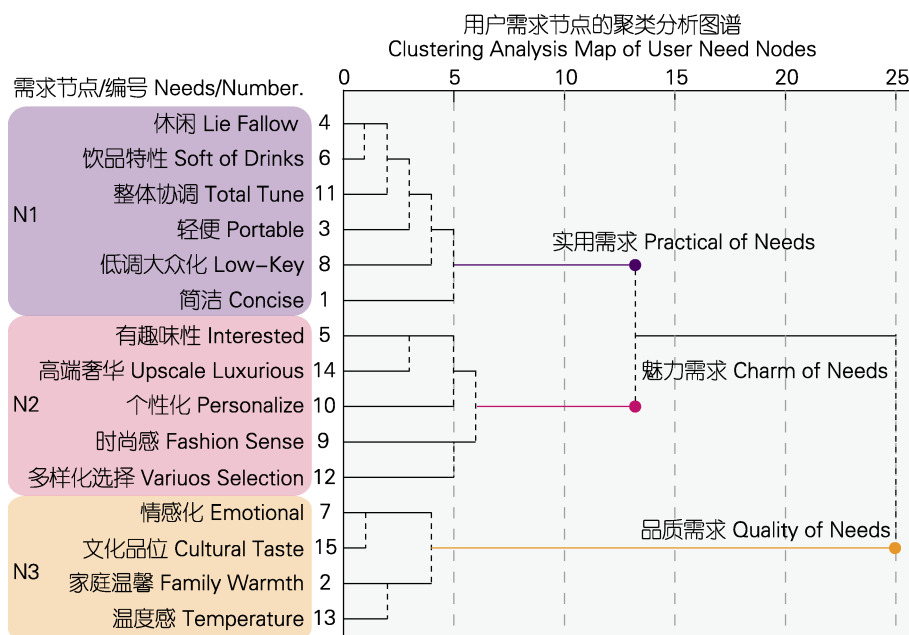 用户需求节点的聚类分析图谱
Clustering Analysis Map of User Need Nodes
0 5 10 15 20 25
需求节点/编号 Needs/Number.
N1
休闲 Lie Fallow 4
饮品特性 Soft of Drinks 6
整体协调 Total Tune 11
轻便 Portable 3
低调大众化 Low-Key 8
简洁 Concise 1
实用需求 Practical of Needs
N2
有趣味性 Interested 5
高端奢华 Upscale Luxurious 14
个性化 Personalize 10
时尚感 Fashion Sense 9
多样化选择 Variuos Selection 12
魅力需求 Charm of Needs
N3
情感化 Emotional 7
文化品位 Cultural Taste 15
家庭温馨 Family Warmth 2
温度感 Temperature 13
品质需求 Quality of Needs